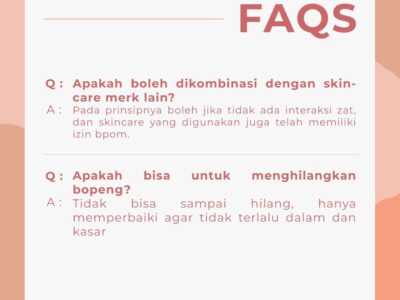 FAQS
Q : Apakah boleh dikombinasi dengan skin-
care merk lain?
A : Pada prinsipnya boleh jika tidak ada interaksi zat,
dan skincare yang digunakan juga telah memiliki
izin bpom.
Q : Apakah bisa untuk menghilangkan
bopeng?
A : Tidak bisa sampai hilang, hanya
memperbaiki agar tidak terlalu dalam dan
kasar